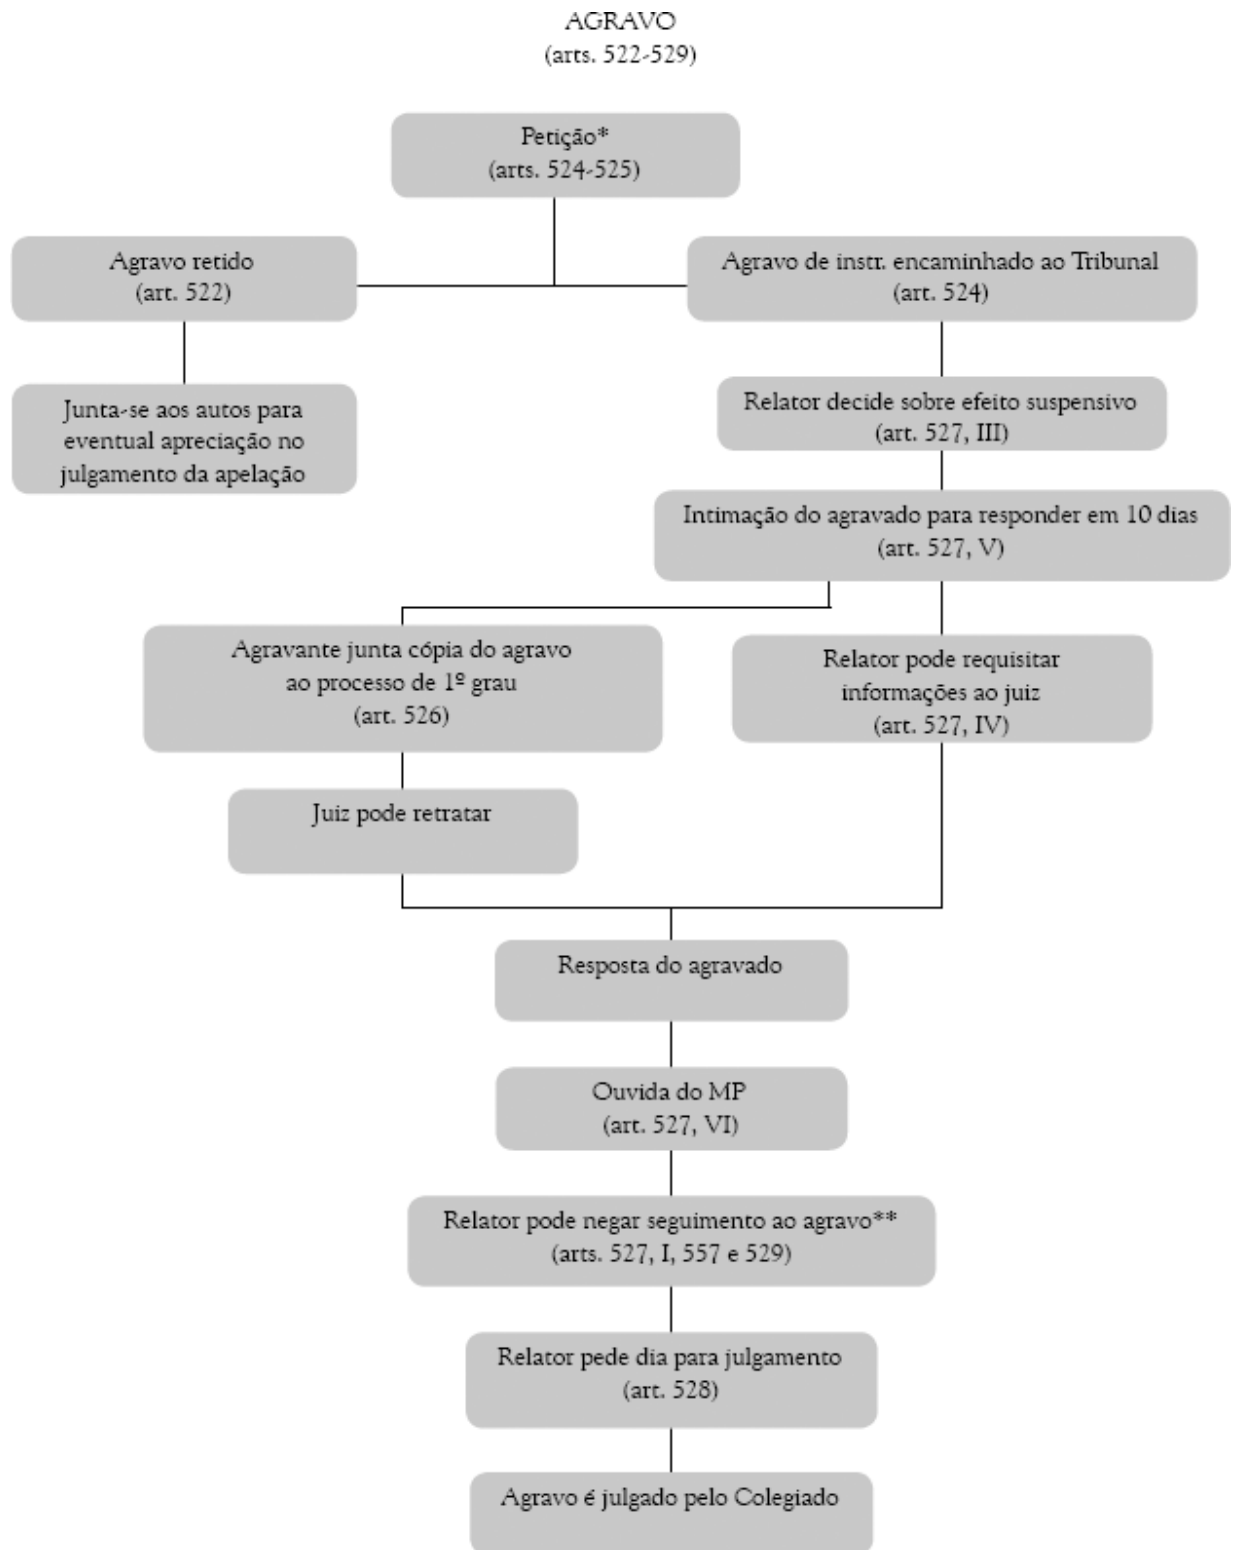 AGRAVO
(arts. 522-529)
Petição*
(arts. 524-525)
Agravo retido
(art. 522)
Agravo de instr. encaminhado ao Tribunal
(art. 524)
Junta-se aos autos para
eventual apreciação no
julgamento da apelação
Relator decide sobre efeito suspensivo
(art. 527, III)
Intimação do agravado para responder em 10 dias
(art. 527, V)
Agravante junta cópia do agravo
ao processo de 1º grau
(art. 526)
Relator pode requisitar
informações ao juiz
(art. 527, IV)
Juiz pode retratar
Resposta do agravado
Ouvida do MP
(art. 527, VI)
Relator pode negar seguimento ao agravo**
(arts. 527, I, 557 e 529)
Relator pede dia para julgamento
(art. 528)
Agravo é julgado pelo Colegiado